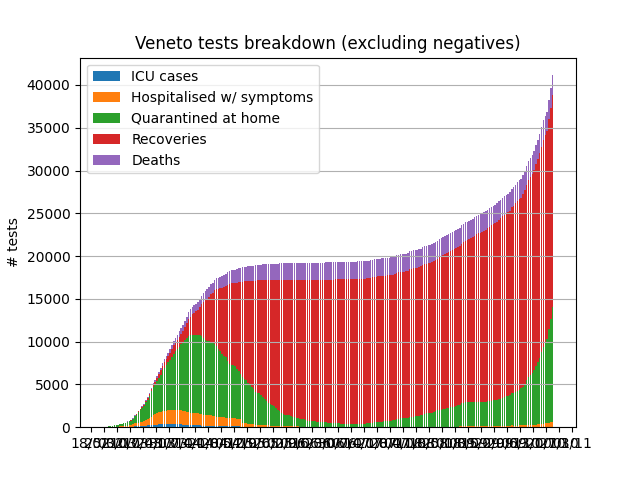 Veneto tests breakdown (excluding negatives)
ICU cases
Hospitalised w/ symptoms
Quarantined at home
Recoveries
Deaths
# tests
40000
35000
30000
25000
20000
15000
10000
5000
0